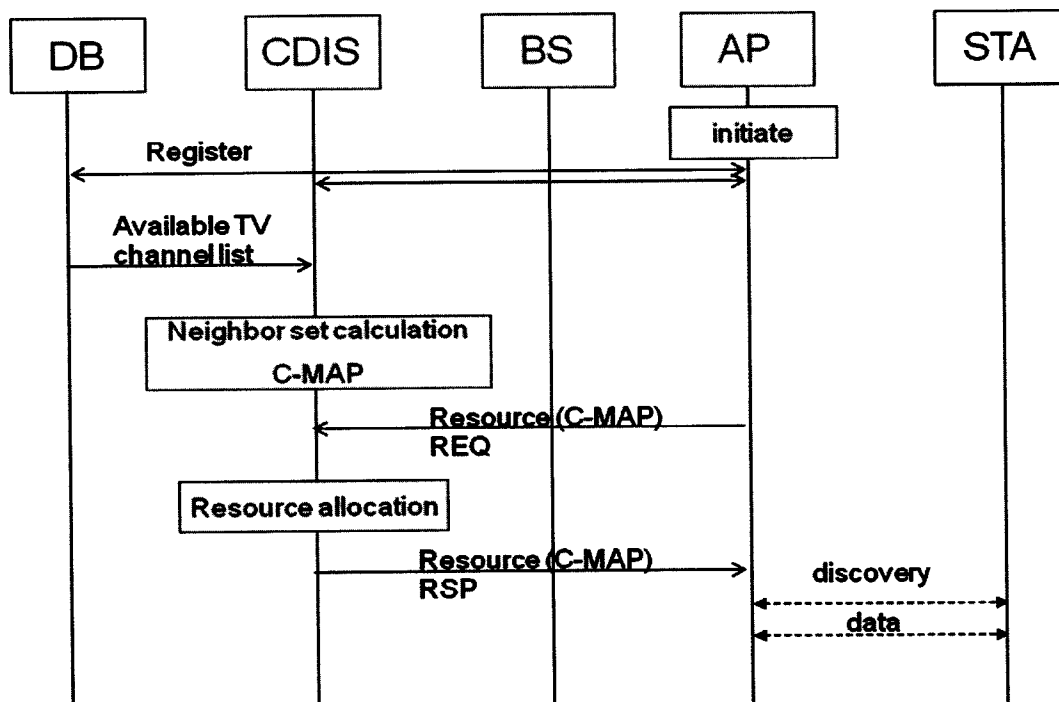 DB
CDIS
BS
AP
STA
initiate
Register
Available TV
channel list
Neighbor set calculation
C-MAP
Resource (C-MAP)
REQ
Resource allocation
Resource (C-MAP)
RSP
discovery
data